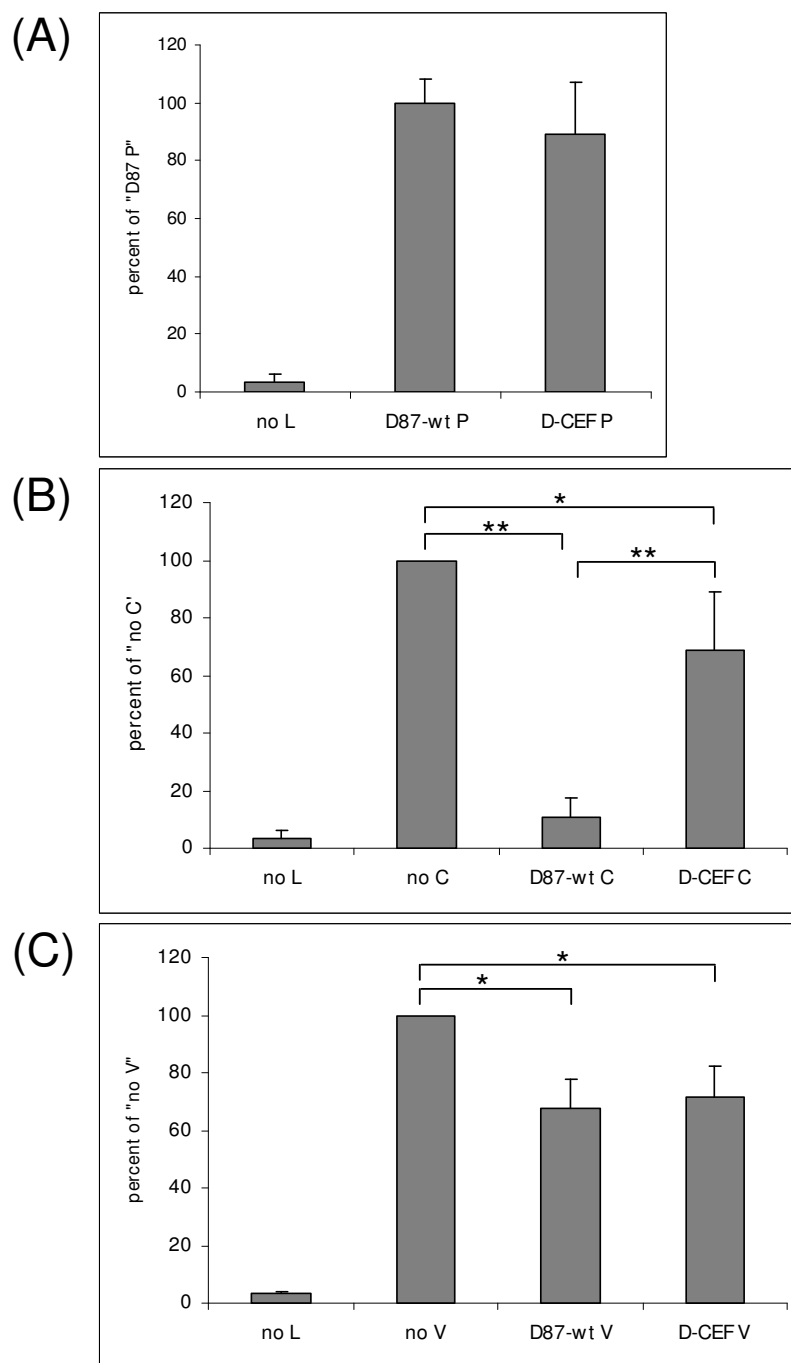 (A)
120
100
80
60
40
20
0
percent of "D87 P"
no L D87-wt P D-CEF P
(B)
120
100
80
60
40
20
0
percent of "no C'
* 
** **
no L no C D87-wt C D-CEF C
(C)
120
100
80
60
40
20
0
percent of "no V"
*
*
no L no V D87-wt V D-CEF V